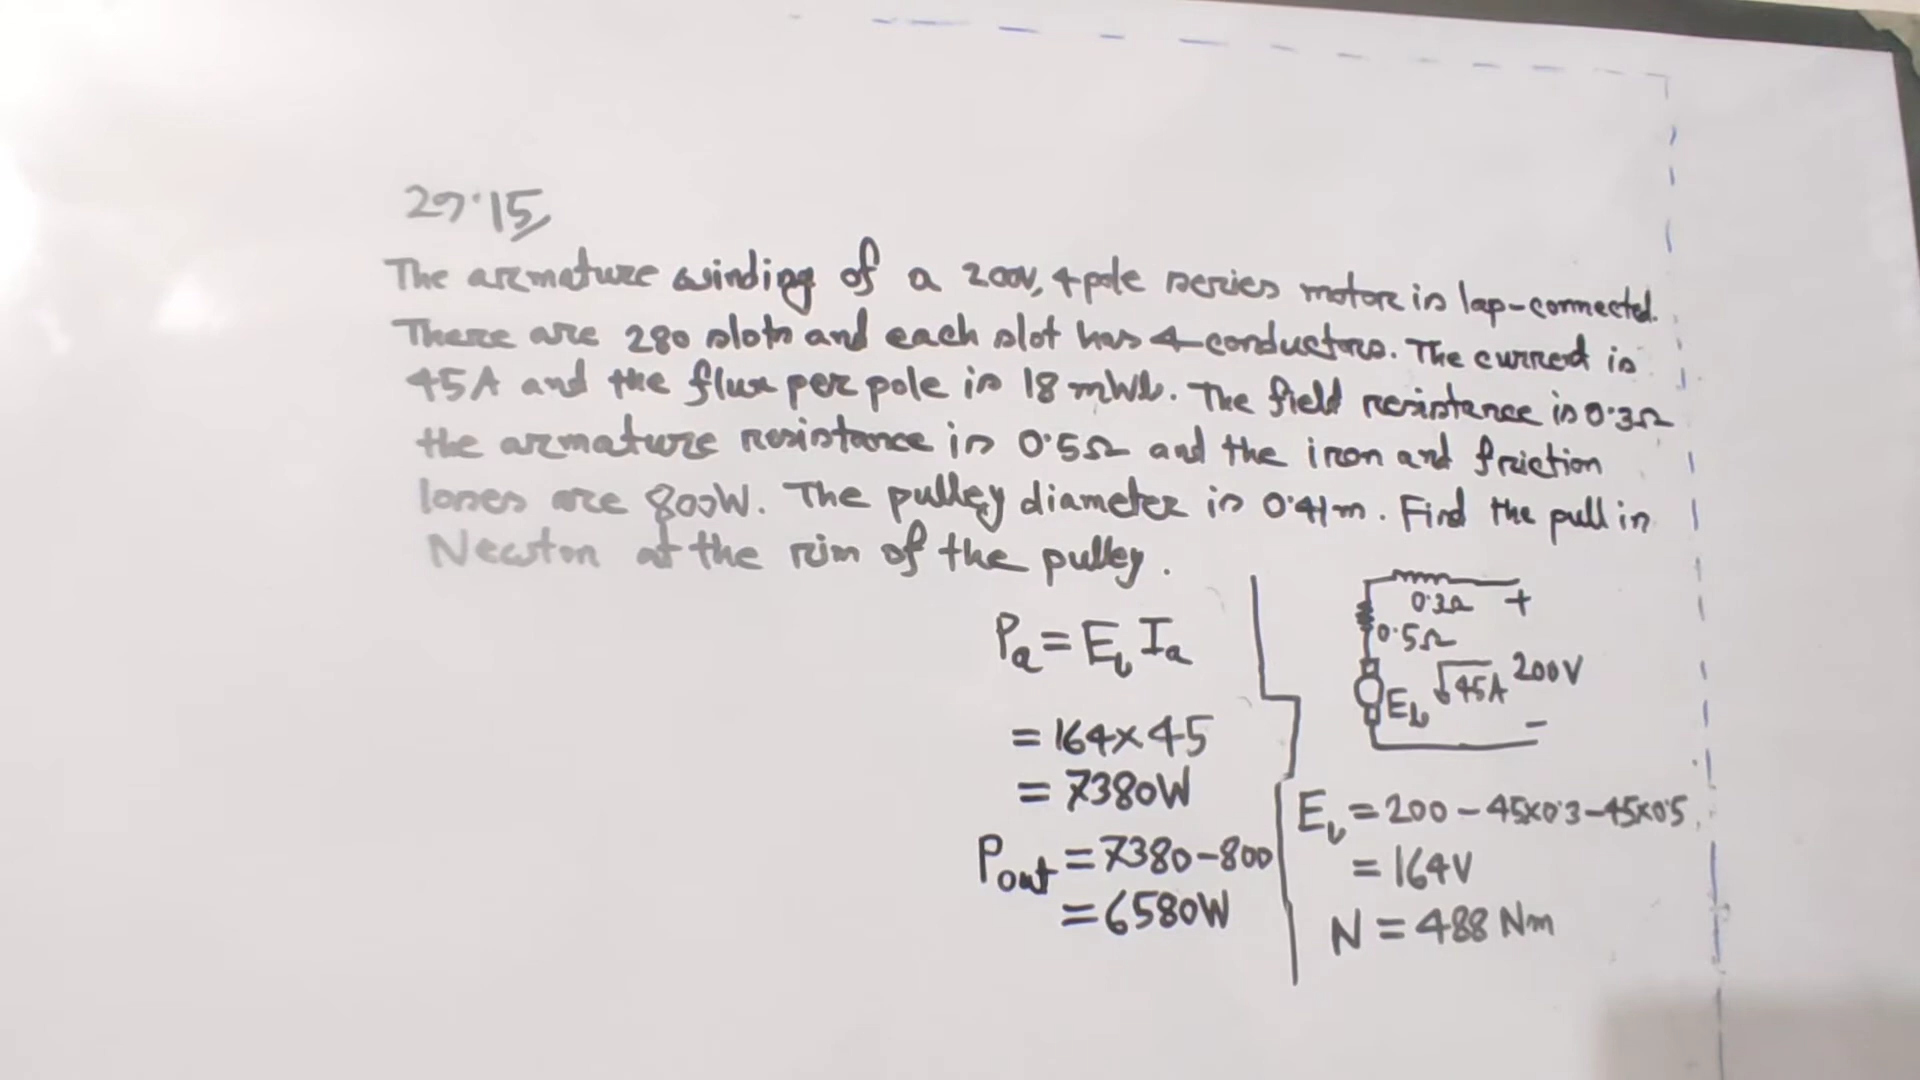 29.15
The armature winding of a 200V, 4 pole series motor is lap-connected.
There are 280 slots and each slot has 4 conductors. The current is
45A and the flux per pole is 18 mWb. The field resistance is 0.3Ω
the armature resistance is 0.5Ω and the iron and friction
losses are 800W. The pulley diameter is 0.41m. Find the pull in
Newton at the rim of the pulley.
Pa = Eb Ia
= 164×45
= 7380W
Pout = 7380-800
= 6580W
0.3Ω +
0.5Ω
Eb 45A 200V
-
Eb = 200-45×0.3-45×0.5
= 164V
N = 488 Nm